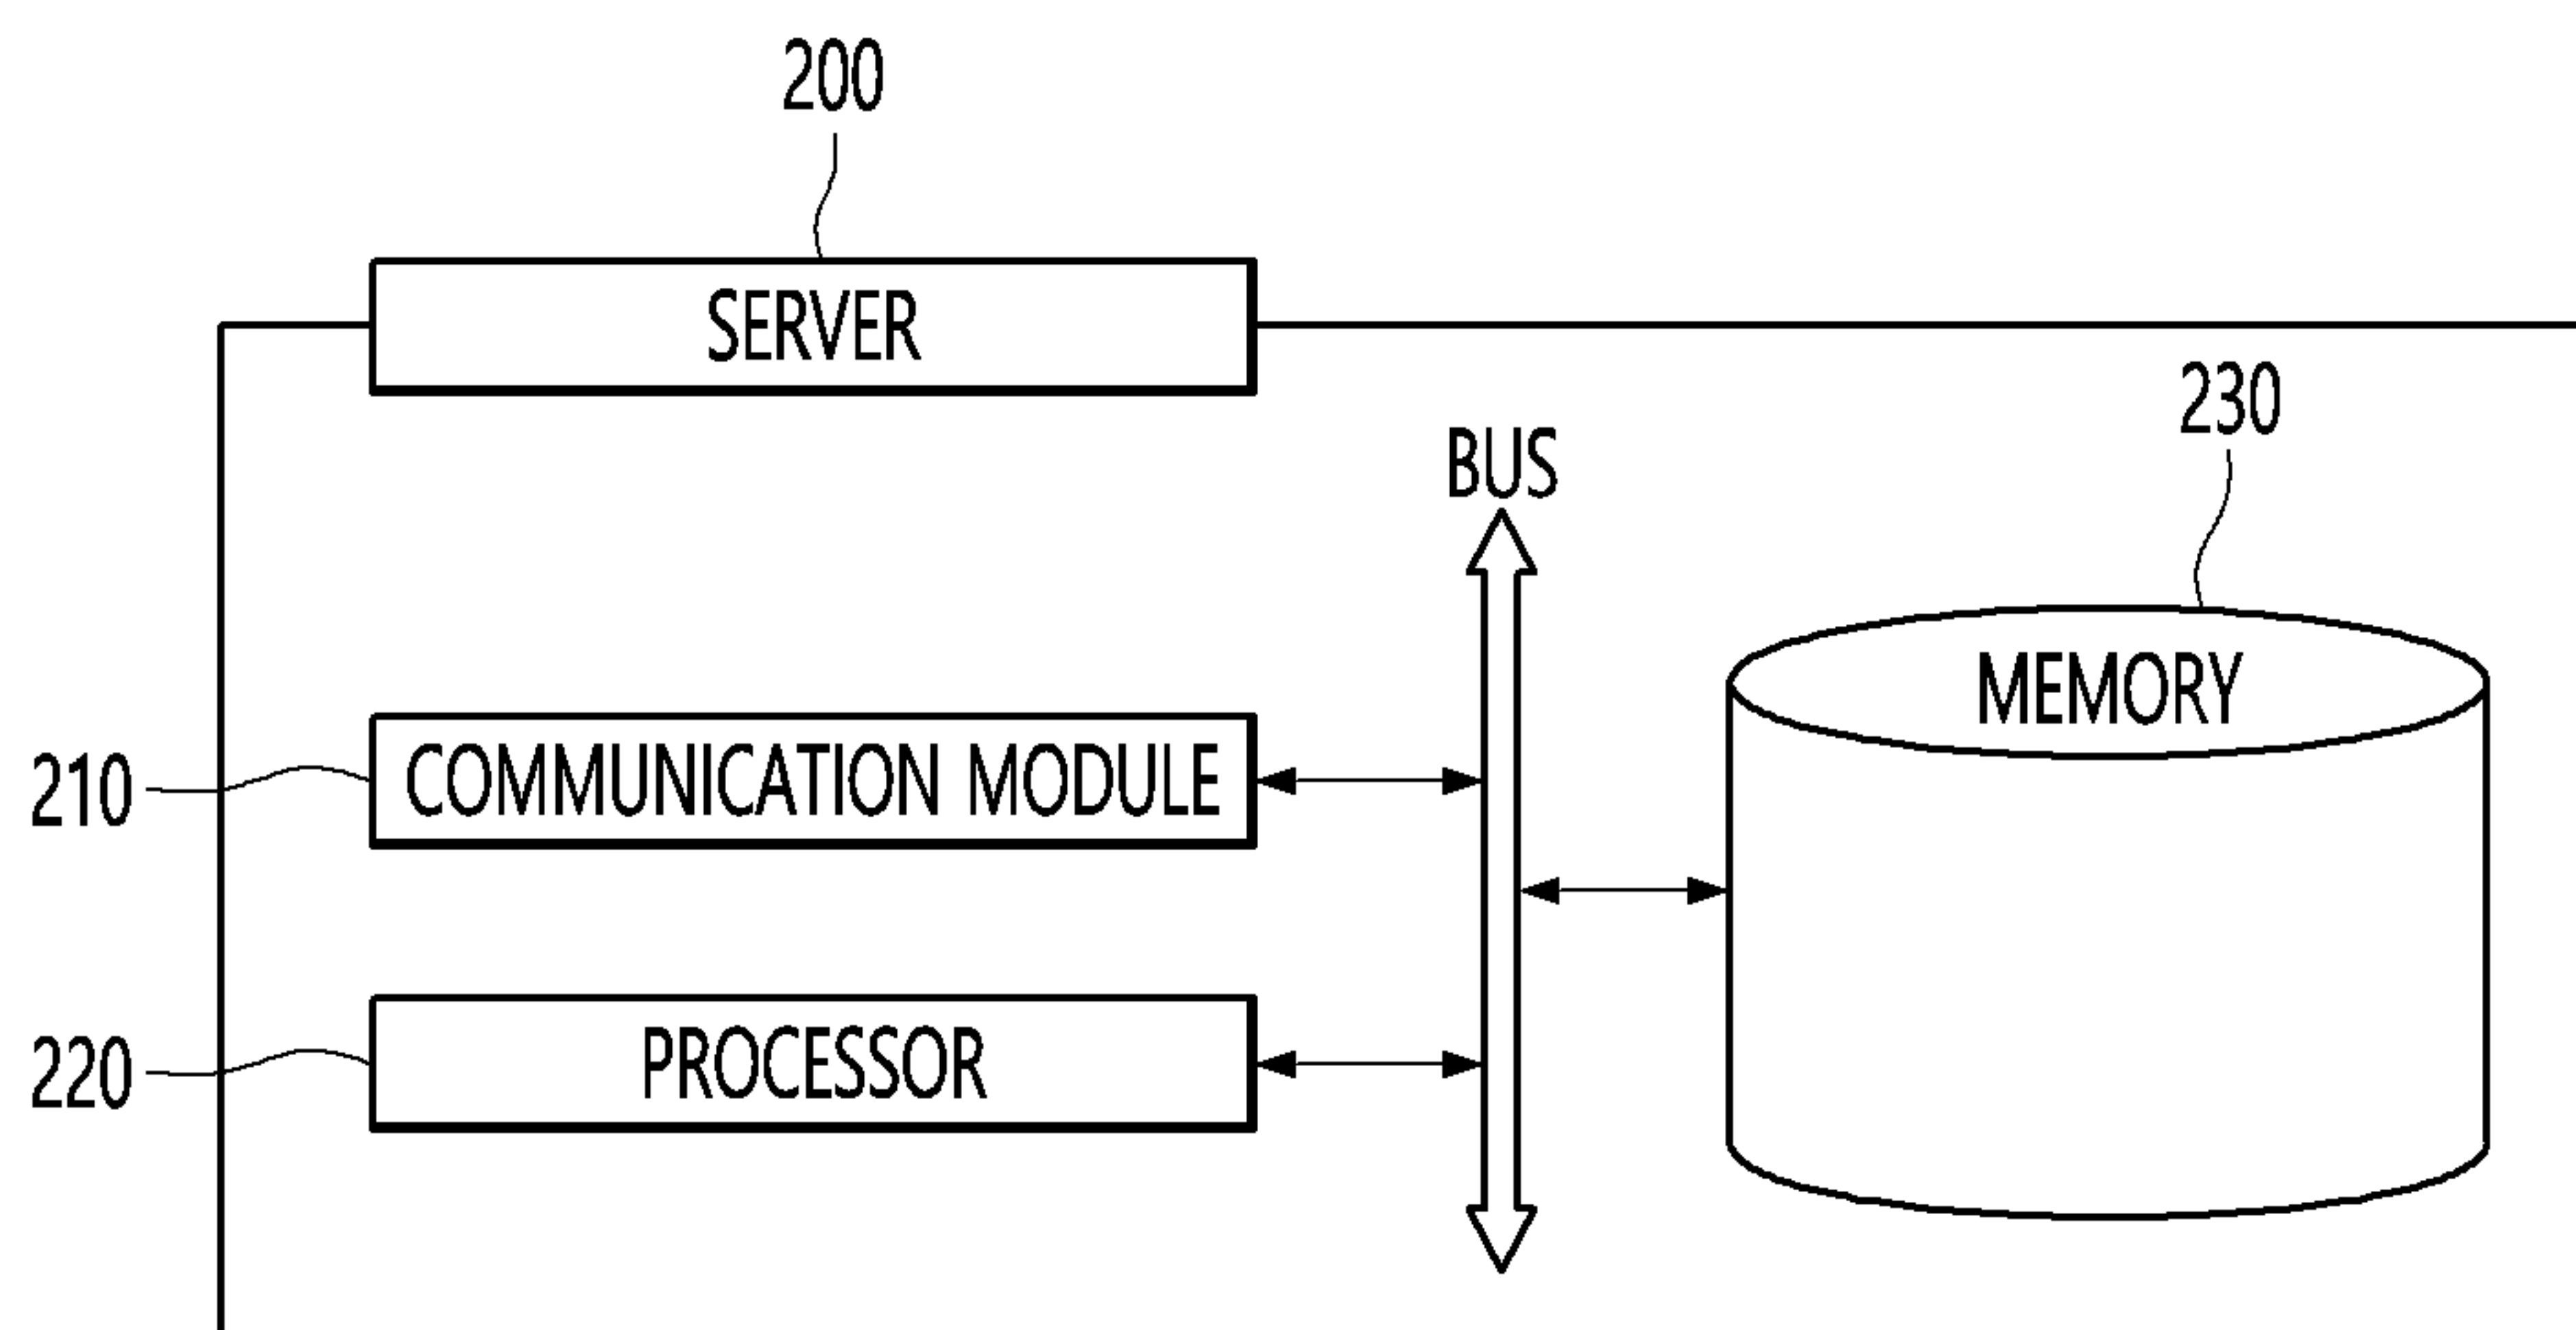 200
SERVER
230
BUS
MEMORY
210
COMMUNICATION MODULE
220
PROCESSOR